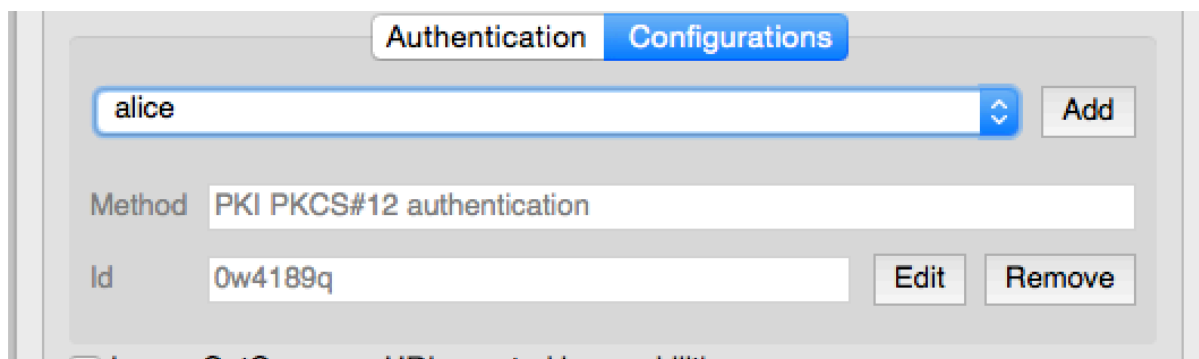 Authentication Configurations
alice Add
Method PKI PKCS#12 authentication
Id 0w4189q Edit Remove